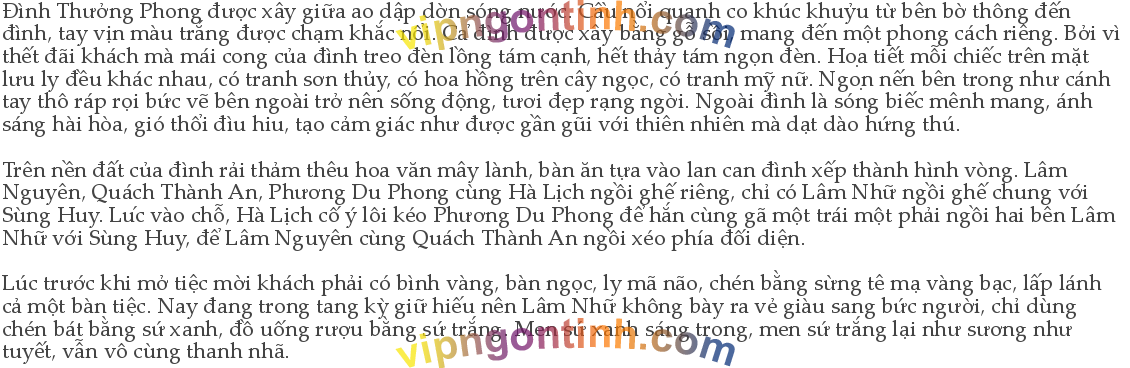 Đình Thưởng Phong được xây giữa ao dập dờn sóng nước. Cầu nổi quanh co khúc khuỷu từ bên bờ thông đến
đình, tay vịn màu trắng được chạm khắc nổi. Cả đình được xây bằng gỗ sồi, mang đến một phong cách riêng. Bởi vì
thết đãi khách mà mái cong của đình treo đèn lồng tám cạnh, hết thảy tám ngọn đèn. Hoạ tiết mỗi chiếc trên mặt
lưu ly đều khác nhau, có tranh sơn thủy, có hoa hồng trên cây ngọc, có tranh mỹ nữ. Ngọn nến bên trong như cánh
tay thô ráp rọi bức vẽ bên ngoài trở nên sống động, tươi đẹp rạng ngời. Ngoài đình là sóng biếc mênh mang, ánh
sáng hài hòa, gió thổi đìu hiu, tạo cảm giác như được gần gũi với thiên nhiên mà dạt dào hứng thú.
Trên nền đất của đình rải thảm thêu hoa văn mây lành, bàn ăn tựa vào lan can đình xếp thành hình vòng. Lâm
Nguyên, Quách Thành An, Phương Du Phong cùng Hà Lịch ngồi ghế riêng, chỉ có Lâm Nhữ ngồi ghế chung với
Sùng Huy. Lưc vào chỗ, Hà Lịch cố ý lôi kéo Phương Du Phong để hắn cùng gã một trái một phải ngồi hai bên Lâm
Nhữ với Sùng Huy, để Lâm Nguyên cùng Quách Thành An ngồi xéo phía đối diện.
Lúc trước khi mở tiệc mời khách phải có bình vàng, bàn ngọc, ly mã não, chén bằng sừng tê mạ vàng bạc, lấp lánh
cả một bàn tiệc. Nay đang trong tang kỳ giữ hiếu nên Lâm Nhữ không bày ra vẻ giàu sang bức người, chỉ dùng
chén bát bằng sứ xanh, đồ uống rượu bằng sứ trắng. Men sứ xanh sáng trong, men sứ trắng lại như sương như
tuyết, vẫn vô cùng thanh nhã.
vipngontinh.com
vipngontinh.com